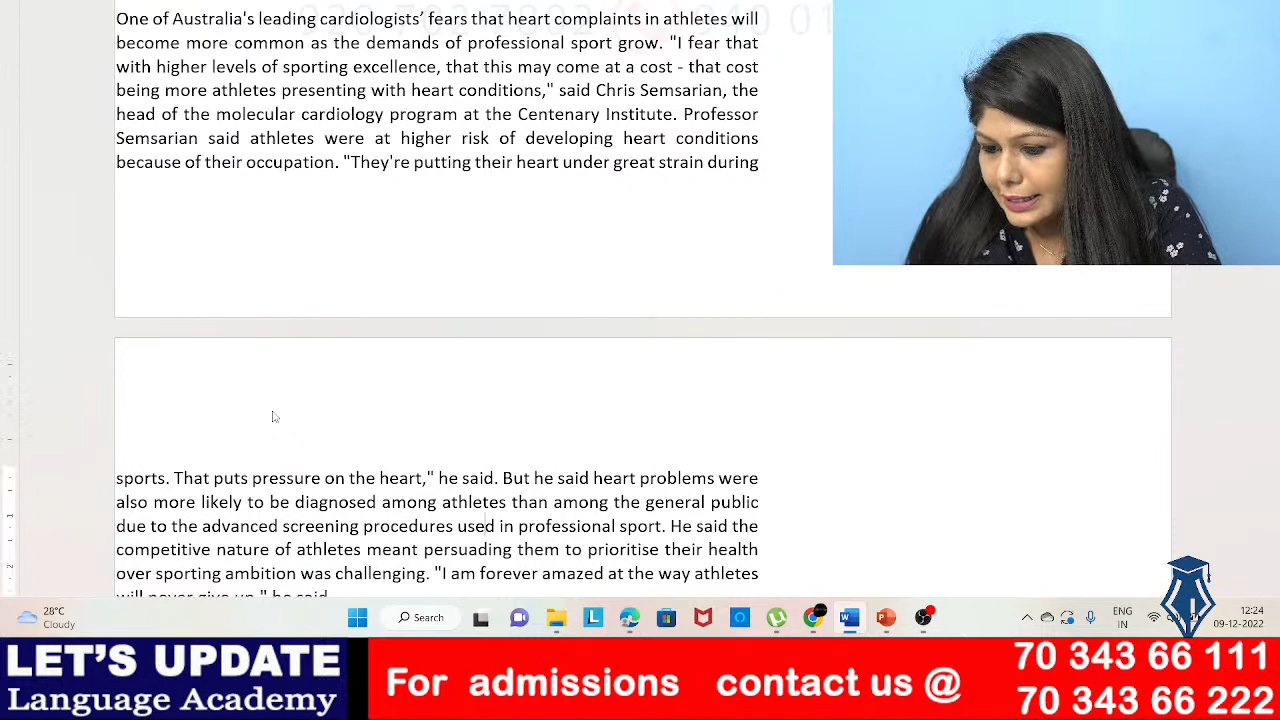 One of Australia's leading cardiologists’ fears that heart complaints in athletes will
become more common as the demands of professional sport grow. "I fear that
with higher levels of sporting excellence, that this may come at a cost - that cost
being more athletes presenting with heart conditions," said Chris Semsarian, the
head of the molecular cardiology program at the Centenary Institute. Professor
Semsarian said athletes were at higher risk of developing heart conditions
because of their occupation. "They're putting their heart under great strain during
sports. That puts pressure on the heart," he said. But he said heart problems were
also more likely to be diagnosed among athletes than among the general public
due to the advanced screening procedures used in professional sport. He said the
competitive nature of athletes meant persuading them to prioritise their health
over sporting ambition was challenging. "I am forever amazed at the way athletes
will never give up," he said.
28°C
Cloudy
Search
ENG
IN
12:24
09-12-2022
LET’S UPDATE
Language Academy
For admissions contact us @
70 343 66 111
70 343 66 222